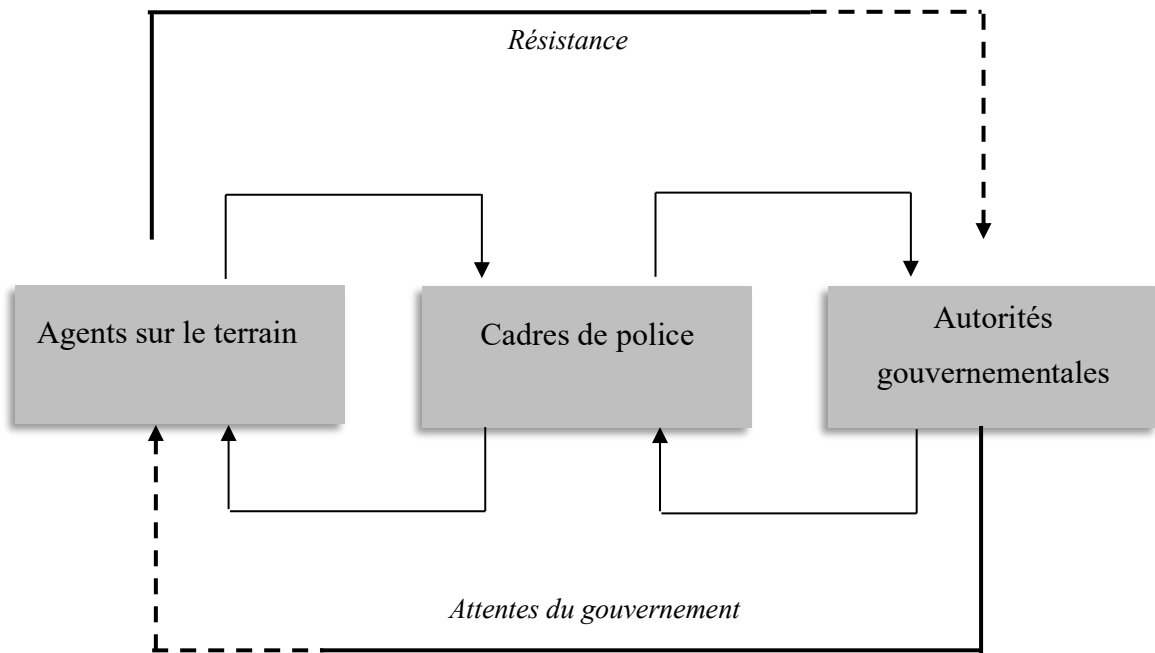 Résistance
Agents sur le terrain
Cadres de police
Autorités
gouvernementales
Attentes du gouvernement